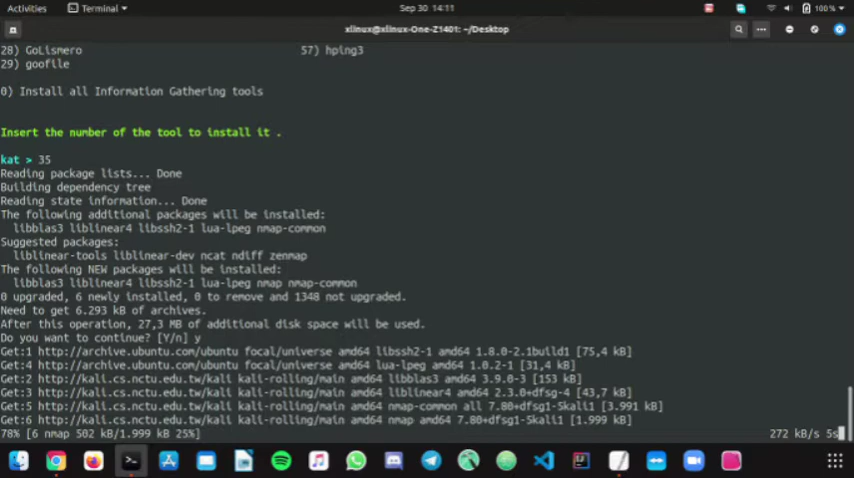 Activities
Terminal
Sep 30 14:11
100%
xlinux@xlinux-One-Z1401: ~/Desktop
28) GoLismero 57) hping3
29) goofile
0) Install all Information Gathering tools
Insert the number of the tool to install it .
kat > 35
Reading package lists... Done
Building dependency tree
Reading state information... Done
The following additional packages will be installed:
libblas3 liblinear4 libssh2-1 lua-lpeg nmap-common
Suggested packages:
liblinear-tools liblinear-dev ncat ndiff zenmap
The following NEW packages will be installed:
libblas3 liblinear4 libssh2-1 lua-lpeg nmap nmap-common
0 upgraded, 6 newly installed, 0 to remove and 1348 not upgraded.
Need to get 6.293 kB of archives.
After this operation, 27,3 MB of additional disk space will be used.
Do you want to continue? [Y/n] y
Get:1 http://archive.ubuntu.com/ubuntu focal/universe amd64 libssh2-1 amd64 1.8.0-2.1build1 [75,4 kB]
Get:4 http://archive.ubuntu.com/ubuntu focal/universe amd64 lua-lpeg amd64 1.0.2-1 [31,4 kB]
Get:2 http://kali.cs.nctu.edu.tw/kali kali-rolling/main amd64 libblas3 amd64 3.9.0-3 [153 kB]
Get:3 http://kali.cs.nctu.edu.tw/kali kali-rolling/main amd64 liblinear4 amd64 2.3.0+dfsg-4 [43,7 kB]
Get:5 http://kali.cs.nctu.edu.tw/kali kali-rolling/main amd64 nmap-common all 7.80+dfsg1-5kali1 [3.991 kB]
Get:6 http://kali.cs.nctu.edu.tw/kali kali-rolling/main amd64 nmap amd64 7.80+dfsg1-5kali1 [1.999 kB]
78% [6 nmap 502 kB/1.999 kB 25%] 272 kB/s 5s